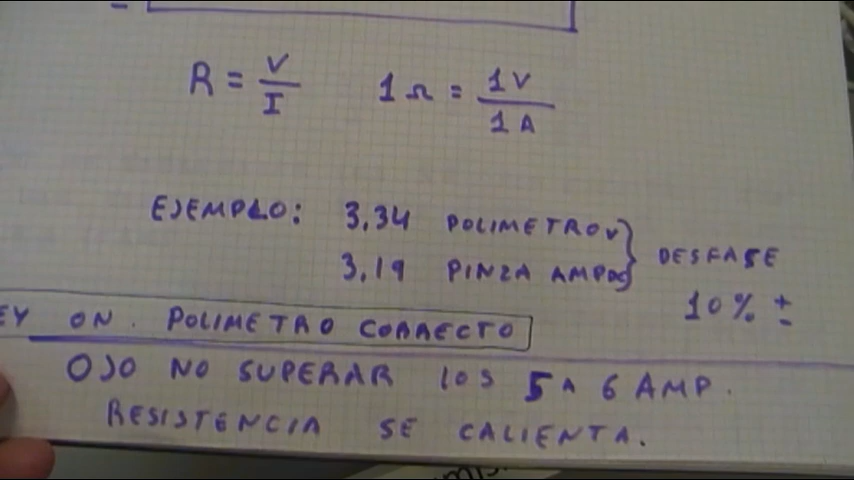 R = V/I 1Ω = 1V/1A
EJEMPLO: 3,34 POLIMETRO V
3,19 PINZA AMPOS } DESFASE
10% ±
EY ON. POLIMETRO CORRECTO
OJO NO SUPERAR LOS 5 A 6 AMP.
RESISTENCIA SE CALIENTA.